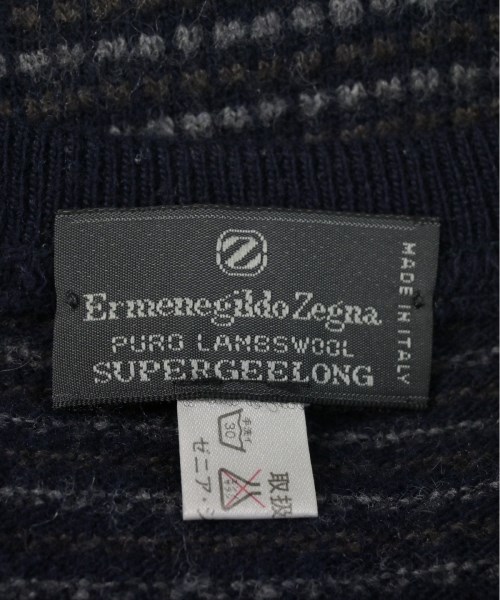 Z
Ermenegildo Zegna
PURO LAMBSWOOL
SUPERGEELONG
MADE IN ITALY
30
取扱
ゼニア・